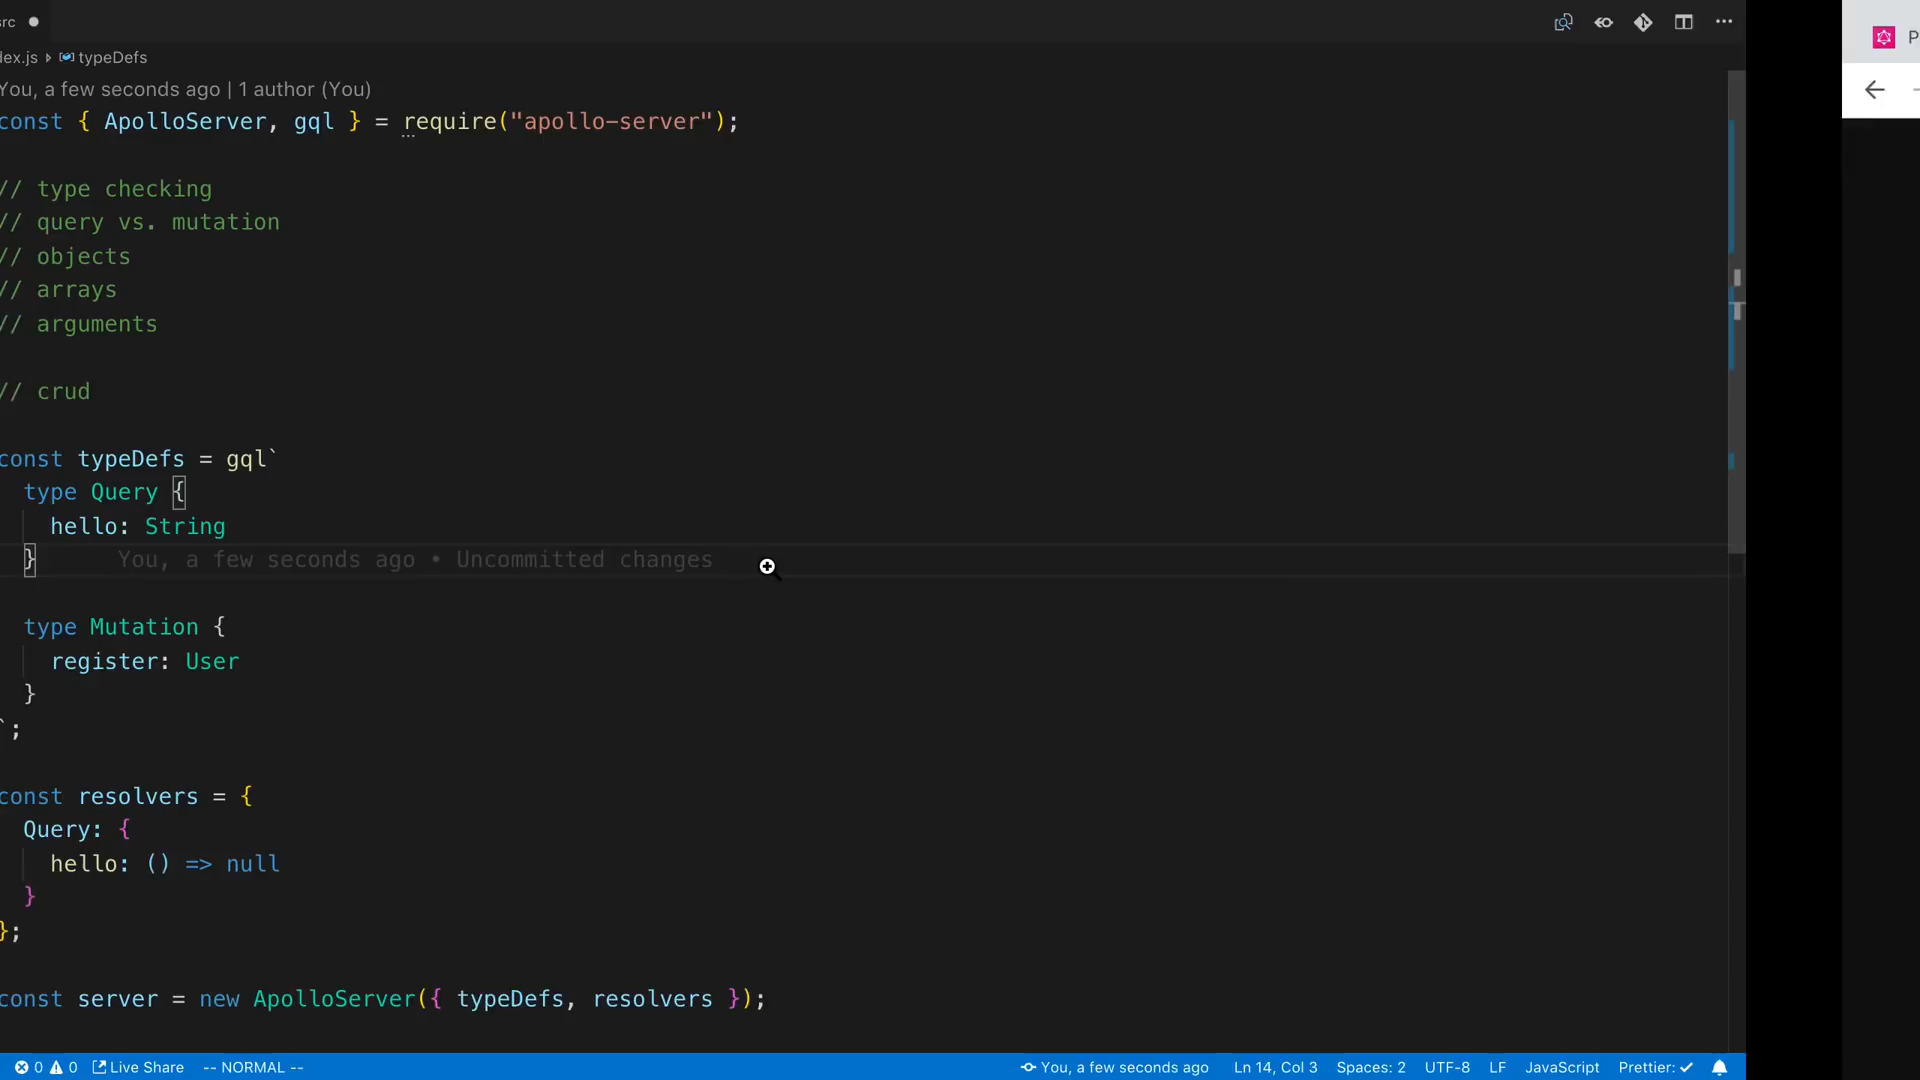 src ●
dex.js › typeDefs
P
You, a few seconds ago | 1 author (You)
const { ApolloServer, gql } = require("apollo-server");
// type checking
// query vs. mutation
// objects
// arrays
// arguments
// crud
const typeDefs = gql`
type Query {
hello: String
} You, a few seconds ago • Uncommitted changes
type Mutation {
register: User
}
`;
const resolvers = {
Query: {
hello: () => null
}
};
const server = new ApolloServer({ typeDefs, resolvers });
0 0 Live Share -- NORMAL -- You, a few seconds ago Ln 14, Col 3 Spaces: 2 UTF-8 LF JavaScript Prettier: ✓